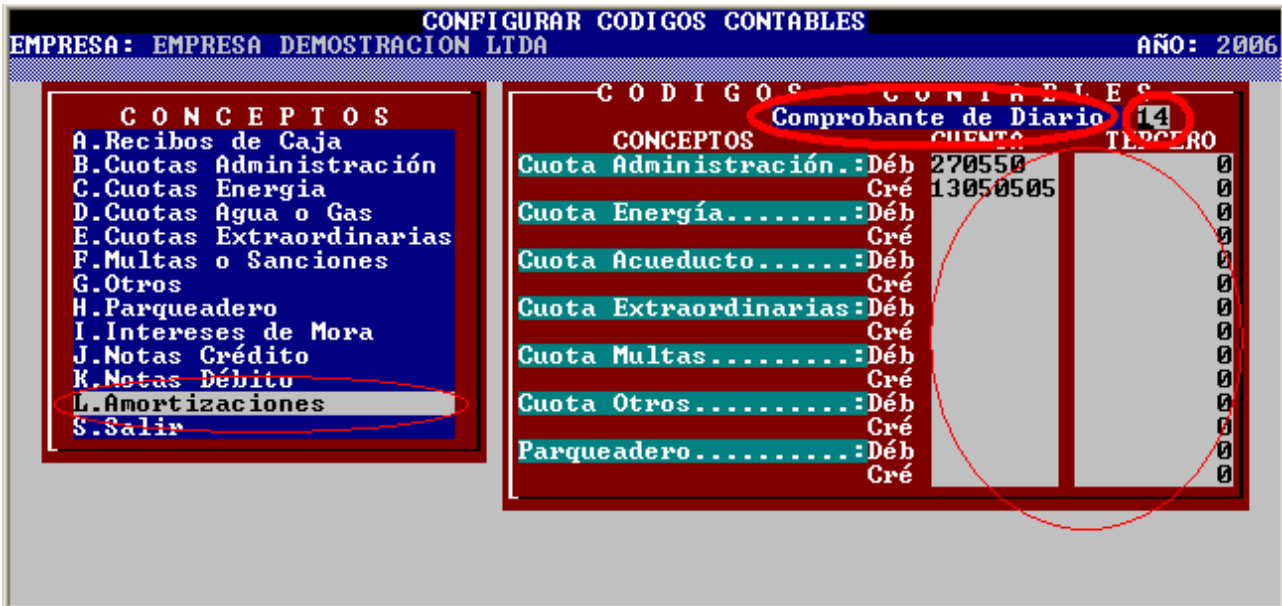 CONFIGURAR CODIGOS CONTABLES
EMPRESA: EMPRESA DEMOSTRACION LTDA AÑO: 2006
CONCEPTOS
A.Recibos de Caja
B.Cuotas Administración
C.Cuotas Energia
D.Cuotas Agua o Gas
E.Cuotas Extraordinarias
F.Multas o Sanciones
G.Otros
H.Parqueadero
I.Intereses de Mora
J.Notas Crédito
K.Notas Débito
L.Amortizaciones
S.Salir
CODIGOS CONTABLES
Comprobante de Diario 14
CONCEPTOS CUENTA TERCERO
Cuota Administración.:Déb 270550 0
Cré 13050505 0
Cuota Energía........:Déb 0
Cré 0
Cuota Acueducto......:Déb 0
Cré 0
Cuota Extraordinarias:Déb 0
Cré 0
Cuota Multas.........:Déb 0
Cré 0
Cuota Otros..........:Déb 0
Cré 0
Parqueadero..........:Déb 0
Cré 0